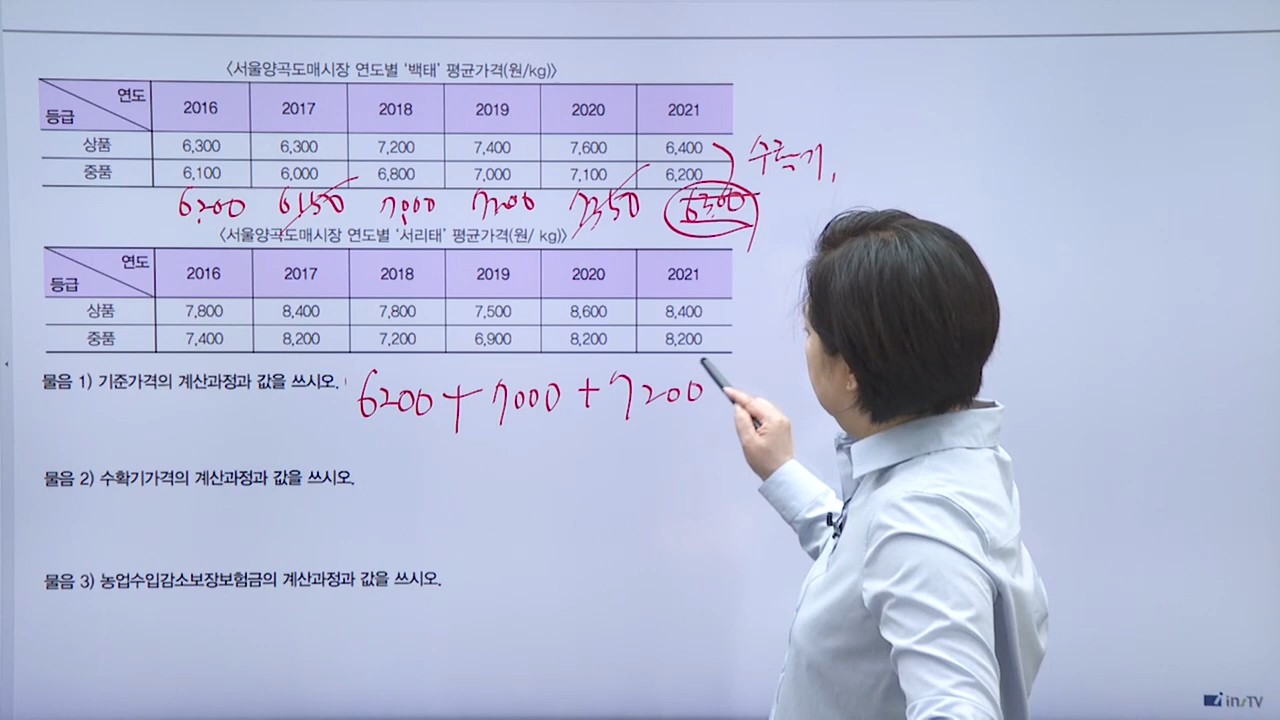 〈서울양곡도매시장 연도별 '백태' 평균가격(원/kg)〉
연도 등급 2016 2017 2018 2019 2020 2021
상품 6,300 6,300 7,200 7,400 7,600 6,400
중품 6,100 6,000 6,800 7,000 7,100 6,200
수확기,
6200 6150 7000 7200 7350 6300
〈서울양곡도매시장 연도별 '서리태' 평균가격(원/ kg)〉
연도 등급 2016 2017 2018 2019 2020 2021
상품 7,800 8,400 7,800 7,500 8,600 8,400
중품 7,400 8,200 7,200 6,900 8,200 8,200
물음 1) 기준가격의 계산과정과 값을 쓰시오. 6200+7000+7200
물음 2) 수확기가격의 계산과정과 값을 쓰시오.
물음 3) 농업수입감소보장보험금의 계산과정과 값을 쓰시오.
insTV